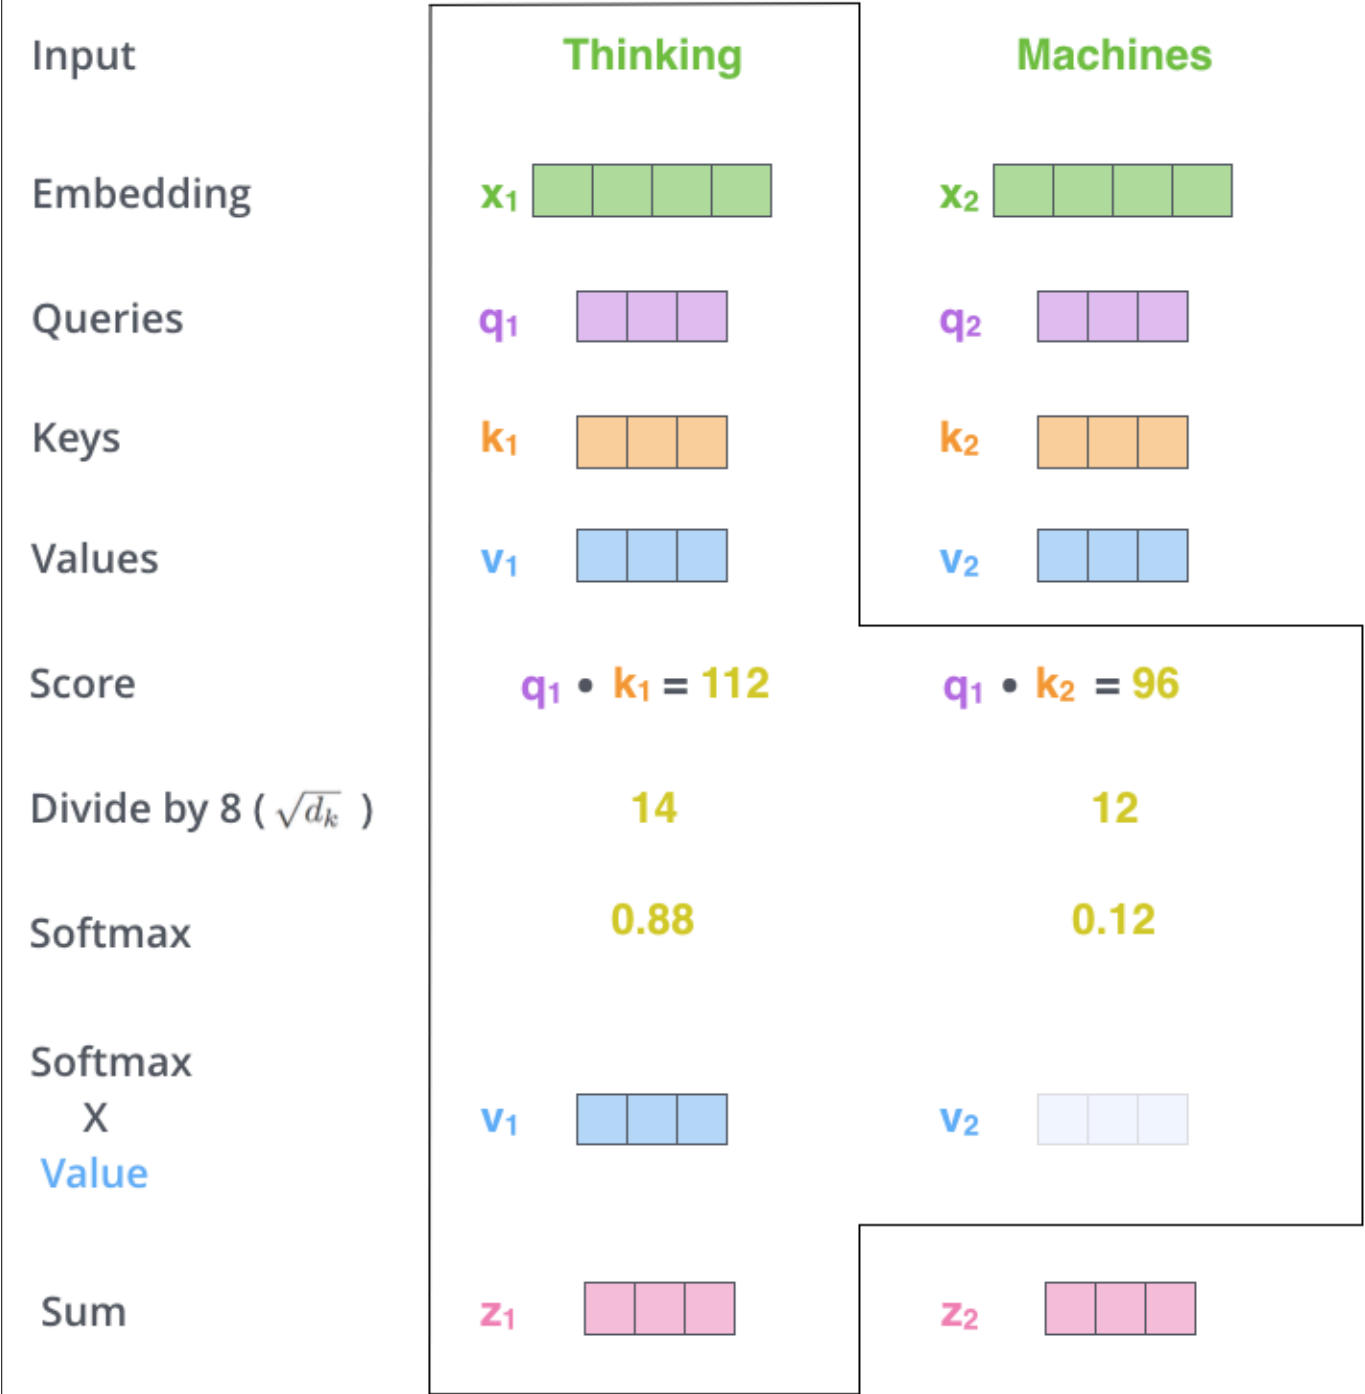 Input Thinking Machines
Embedding x₁ x₂
Queries q₁ q₂
Keys k₁ k₂
Values v₁ v₂
Score q₁ • k₁ = 112 q₁ • k₂ = 96
Divide by 8 ( √dₖ ) 14 12
Softmax 0.88 0.12
Softmax
X
v₁ v₂
Value
Sum z₁ z₂